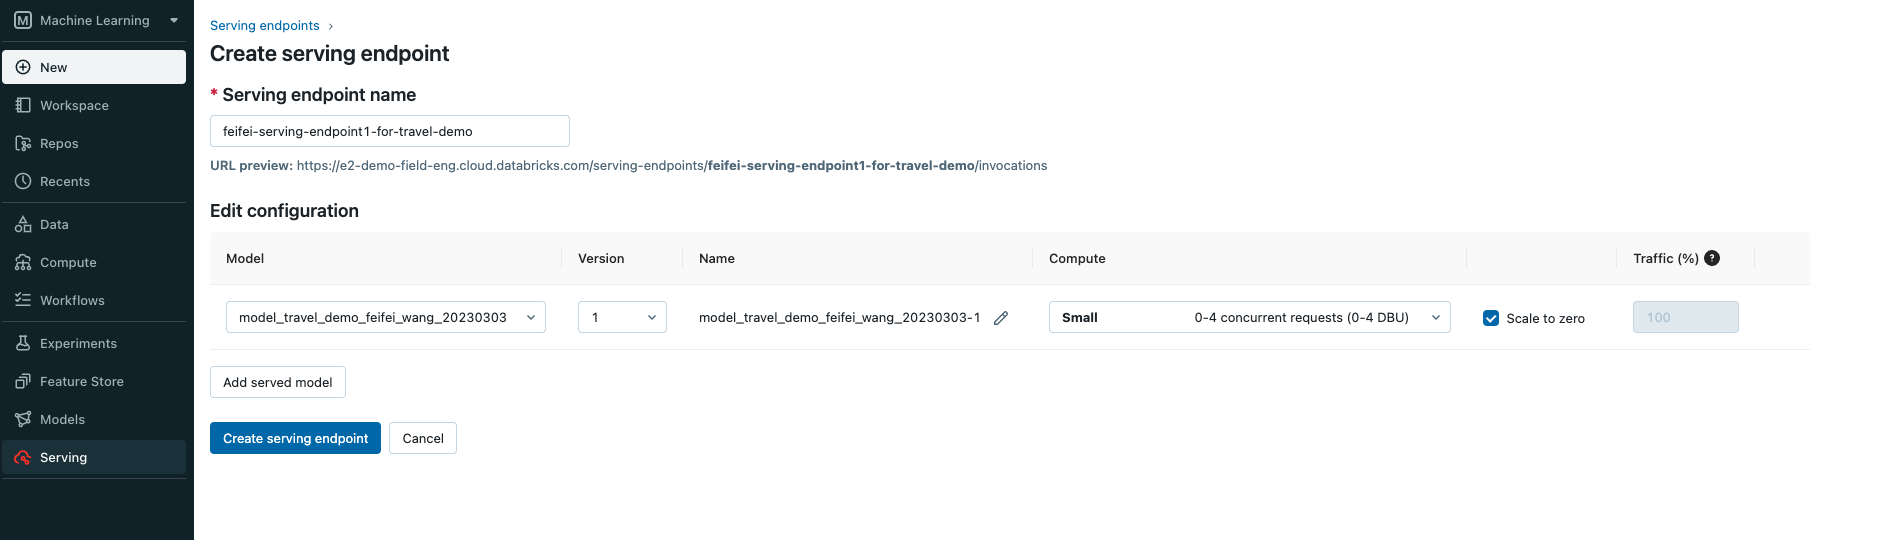 M Machine Learning
New
Workspace
Repos
Recents
Data
Compute
Workflows
Experiments
Feature Store
Models
Serving
Serving endpoints ›
Create serving endpoint
* Serving endpoint name
feifei-serving-endpoint1-for-travel-demo
URL preview: https://e2-demo-field-eng.cloud.databricks.com/serving-endpoints/feifei-serving-endpoint1-for-travel-demo/invocations
Edit configuration
Model Version Name Compute Traffic (%) ?
model_travel_demo_feifei_wang_20230303 1 model_travel_demo_feifei_wang_20230303-1 Small 0-4 concurrent requests (0-4 DBU) Scale to zero 100
Add served model
Create serving endpoint Cancel